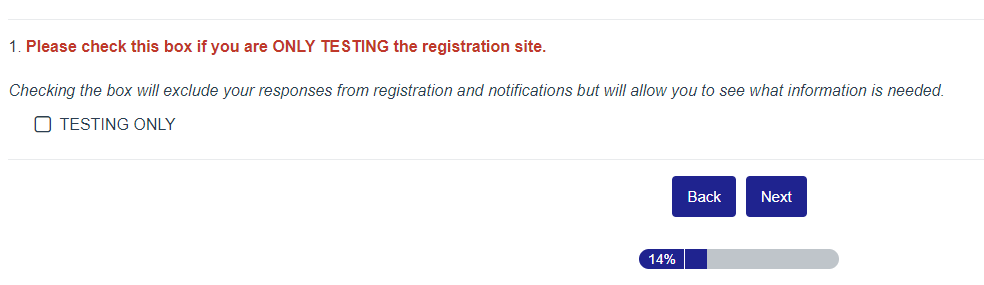 1. Please check this box if you are ONLY TESTING the registration site.
Checking the box will exclude your responses from registration and notifications but will allow you to see what information is needed.
TESTING ONLY
Back Next
14%